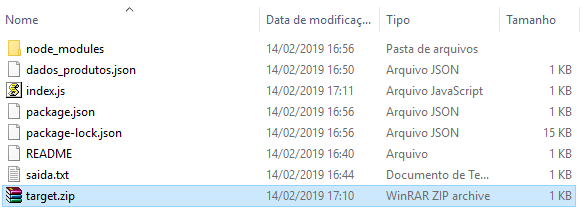 Nome Data de modificaç... Tipo Tamanho
node_modules 14/02/2019 16:56 Pasta de arquivos
dados_produtos.json 14/02/2019 16:50 Arquivo JSON 1 KB
index.js 14/02/2019 17:11 Arquivo JavaScript 1 KB
package.json 14/02/2019 16:56 Arquivo JSON 1 KB
package-lock.json 14/02/2019 16:56 Arquivo JSON 15 KB
README 14/02/2019 16:40 Arquivo 1 KB
saida.txt 14/02/2019 16:44 Documento de Te... 1 KB
target.zip 14/02/2019 17:10 WinRAR ZIP archive 1 KB